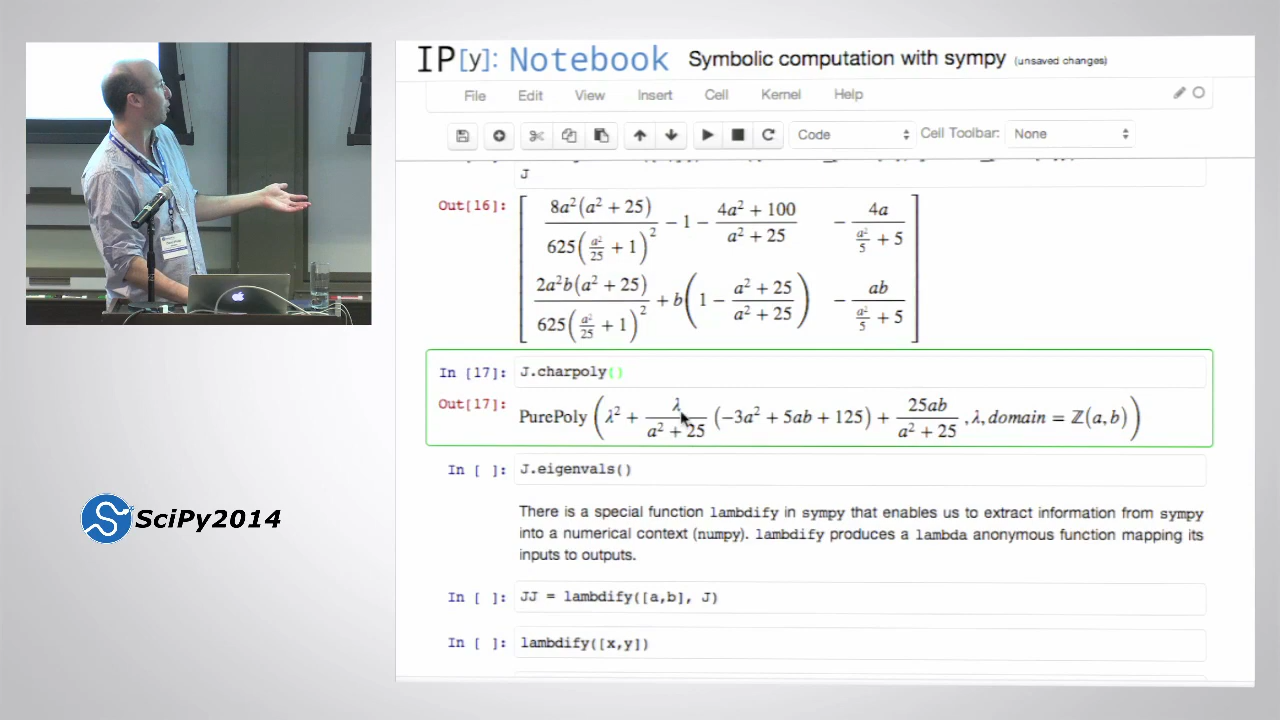 IP[y]: Notebook Symbolic computation with sympy (unsaved changes)
File Edit View Insert Cell Kernel Help
Code Cell Toolbar: None
J
Out[16]: [ 8a²(a² + 25) / 625(a²/25 + 1)² − 1 − (4a² + 100)/(a² + 25)   − 4a/(a²/5 + 5)
2a²b(a² + 25) / 625(a²/25 + 1)² + b(1 − (a² + 25)/(a² + 25))   − ab/(a²/5 + 5) ]
In [17]: J.charpoly()
Out[17]: PurePoly (λ² + λ/(a² + 25) (−3a² + 5ab + 125) + 25ab/(a² + 25), λ, domain = ℤ(a, b))
In [ ]: J.eigenvals()
There is a special function lambdify in sympy that enables us to extract information from sympy
into a numerical context (numpy). lambdify produces a lambda anonymous function mapping its
inputs to outputs.
In [ ]: JJ = lambdify([a,b], J)
In [ ]: lambdify([x,y])
SciPy2014